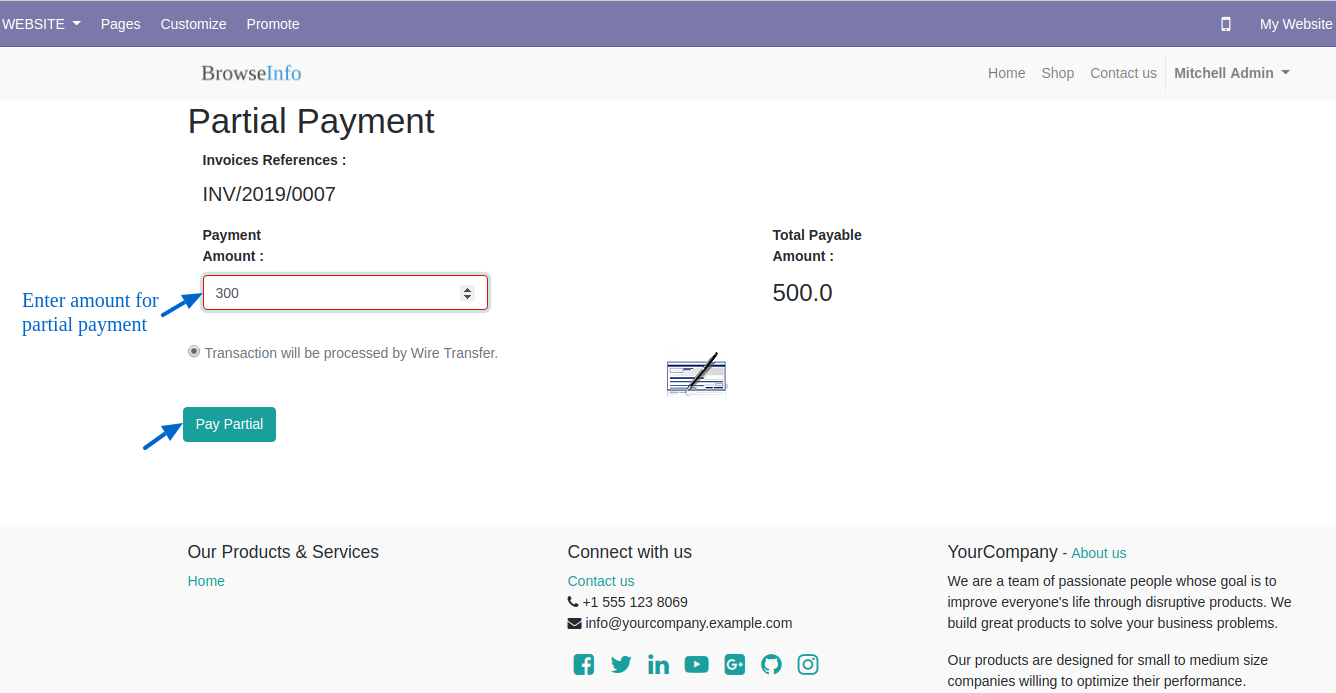 WEBSITE Pages Customize Promote My Website
BrowseInfo Home Shop Contact us Mitchell Admin
Partial Payment
Invoices References :
INV/2019/0007
Payment
Amount :
Total Payable
Amount :
Enter amount for
partial payment
300
500.0
Transaction will be processed by Wire Transfer.
Pay Partial
Our Products & Services
Home
Connect with us
Contact us
+1 555 123 8069
info@yourcompany.example.com
YourCompany - About us
We are a team of passionate people whose goal is to
improve everyone's life through disruptive products. We
build great products to solve your business problems.
Our products are designed for small to medium size
companies willing to optimize their performance.